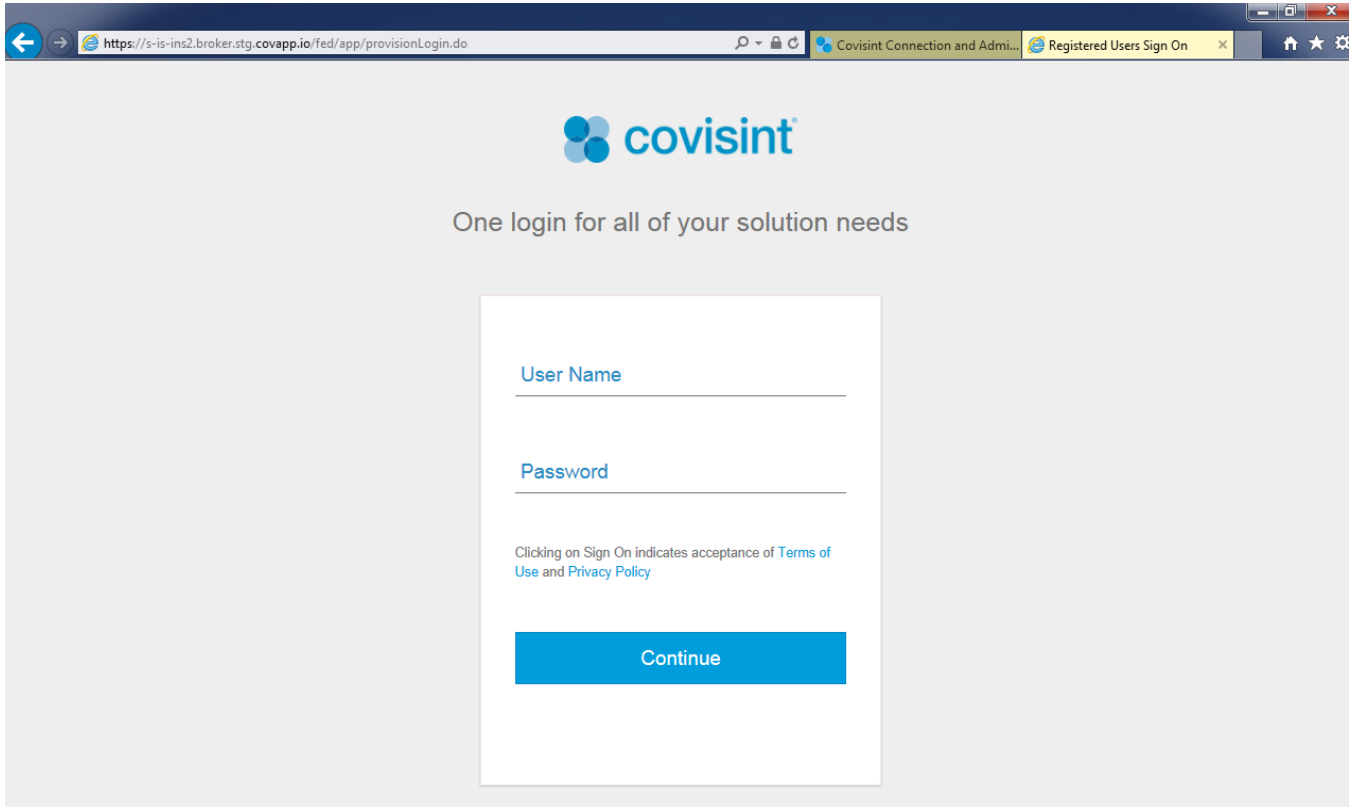 https://s-is-ins2.broker.stg.covapp.io/fed/app/provisionLogin.do
Covisint Connection and Admi...
Registered Users Sign On
covisint
One login for all of your solution needs
User Name
Password
Clicking on Sign On indicates acceptance of Terms of
Use and Privacy Policy
Continue